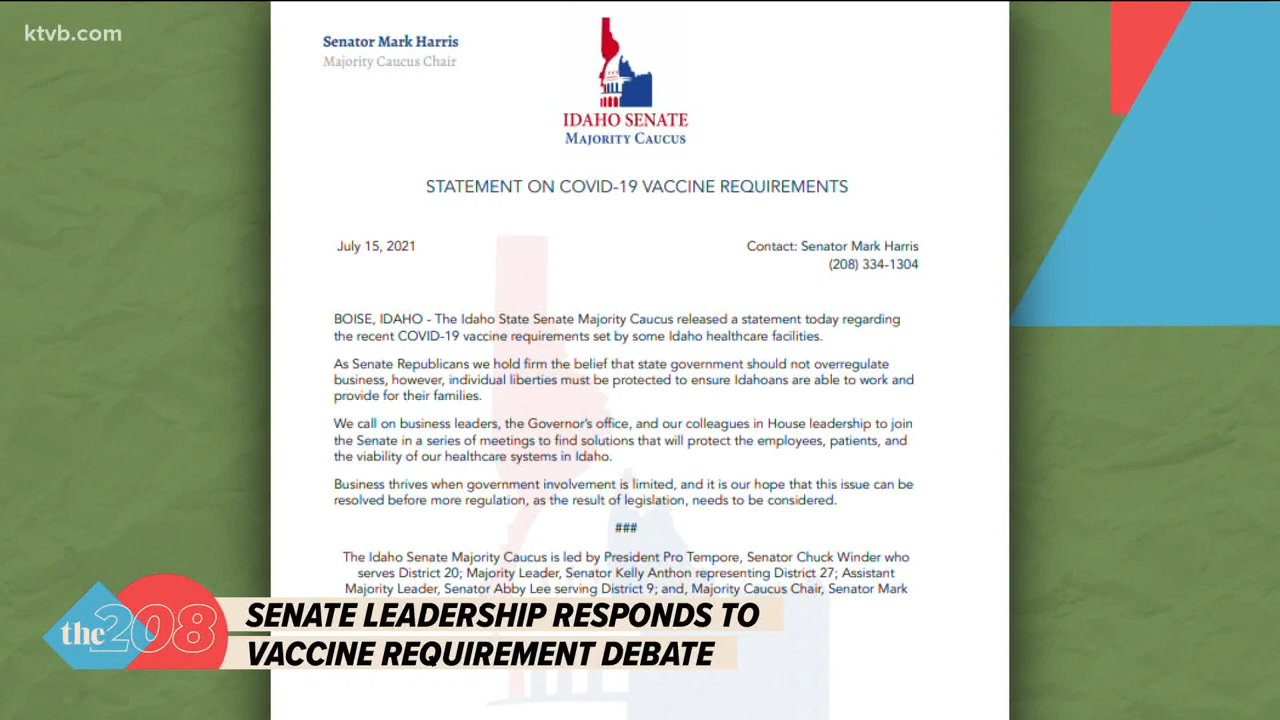 ktvb.com
Senator Mark Harris
Majority Caucus Chair
IDAHO SENATE
MAJORITY CAUCUS
STATEMENT ON COVID-19 VACCINE REQUIREMENTS
July 15, 2021
Contact: Senator Mark Harris
(208) 334-1304
BOISE, IDAHO - The Idaho State Senate Majority Caucus released a statement today regarding
the recent COVID-19 vaccine requirements set by some Idaho healthcare facilities.
As Senate Republicans we hold firm the belief that state government should not overregulate
business, however, individual liberties must be protected to ensure Idahoans are able to work and
provide for their families.
We call on business leaders, the Governor's office, and our colleagues in House leadership to join
the Senate in a series of meetings to find solutions that will protect the employees, patients, and
the viability of our healthcare systems in Idaho.
Business thrives when government involvement is limited, and it is our hope that this issue can be
resolved before more regulation, as the result of legislation, needs to be considered.
###
The Idaho Senate Majority Caucus is led by President Pro Tempore, Senator Chuck Winder who
serves District 20; Majority Leader, Senator Kelly Anthon representing District 27; Assistant
Majority Leader, Senator Abby Lee serving District 9; and, Majority Caucus Chair, Senator Mark
the 208
SENATE LEADERSHIP RESPONDS TO
VACCINE REQUIREMENT DEBATE